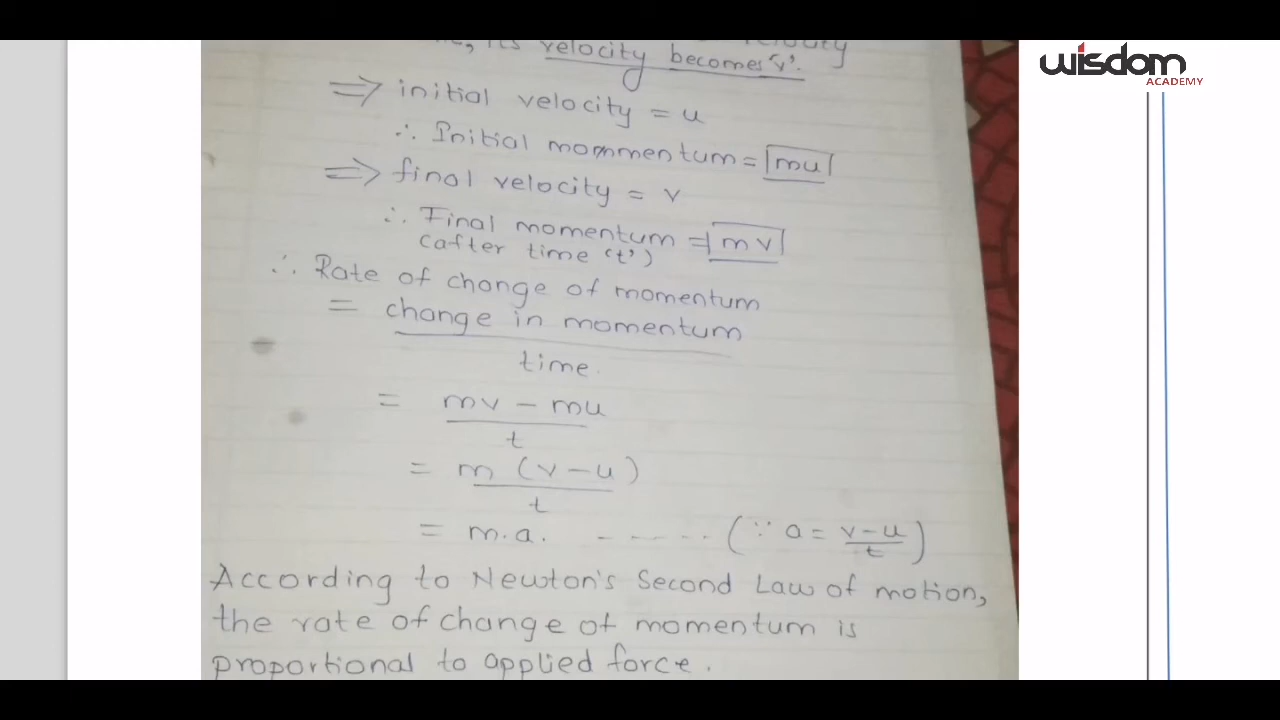 its velocity becomes 'v'.
wisdom
ACADEMY
⇒ initial velocity = u
∴ Initial mommentum = mu
⇒ final velocity = v
∴ Final momentum = mv
(after time 't')
∴ Rate of change of momentum
= change in momentum
time.
= mv - mu
t
= m (v-u)
t
= m.a. ------ (∵ a = v-u
t)
According to Newton's Second Law of motion,
the rate of change of momentum is
proportional to applied force.